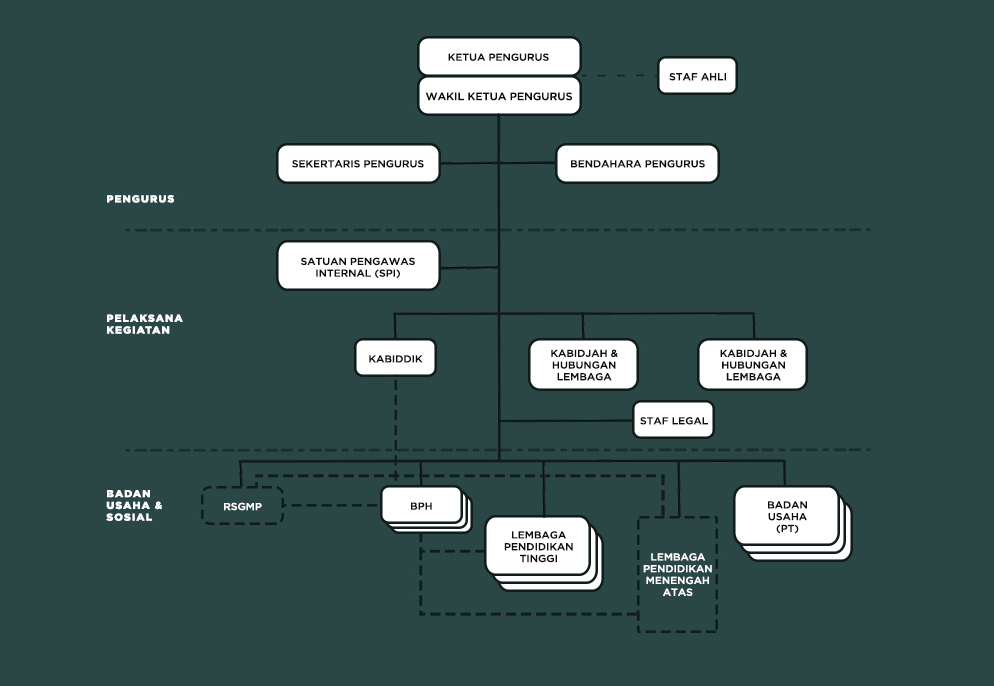 KETUA PENGURUS
WAKIL KETUA PENGURUS
STAF AHLI
SEKERTARIS PENGURUS
BENDAHARA PENGURUS
PENGURUS
SATUAN PENGAWAS
INTERNAL (SPI)
PELAKSANA
KEGIATAN
KABIDDIK
KABIDJAH &
HUBUNGAN
LEMBAGA
KABIDJAH &
HUBUNGAN
LEMBAGA
STAF LEGAL
BADAN
USAHA &
SOSIAL
RSGMP
BPH
LEMBAGA
PENDIDIKAN
TINGGI
LEMBAGA
PENDIDIKAN
MENENGAH
ATAS
BADAN
USAHA
(PT)